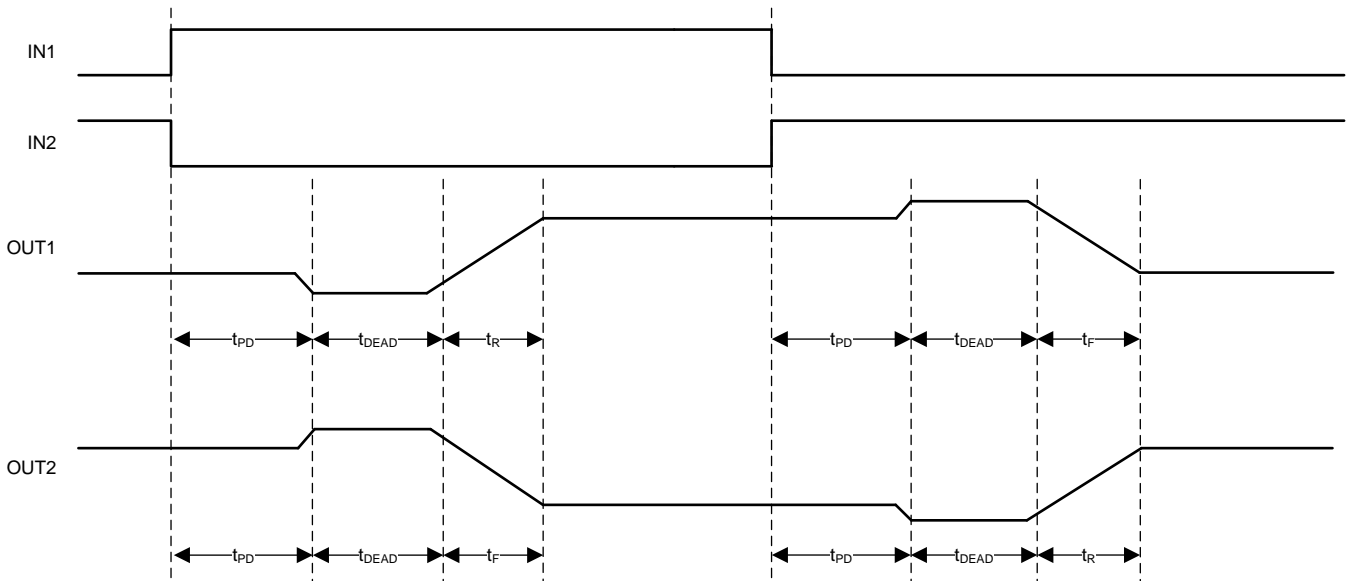 IN1
IN2
OUT1
tPD tDEAD tR tPD tDEAD tF
OUT2
tPD tDEAD tF tPD tDEAD tR